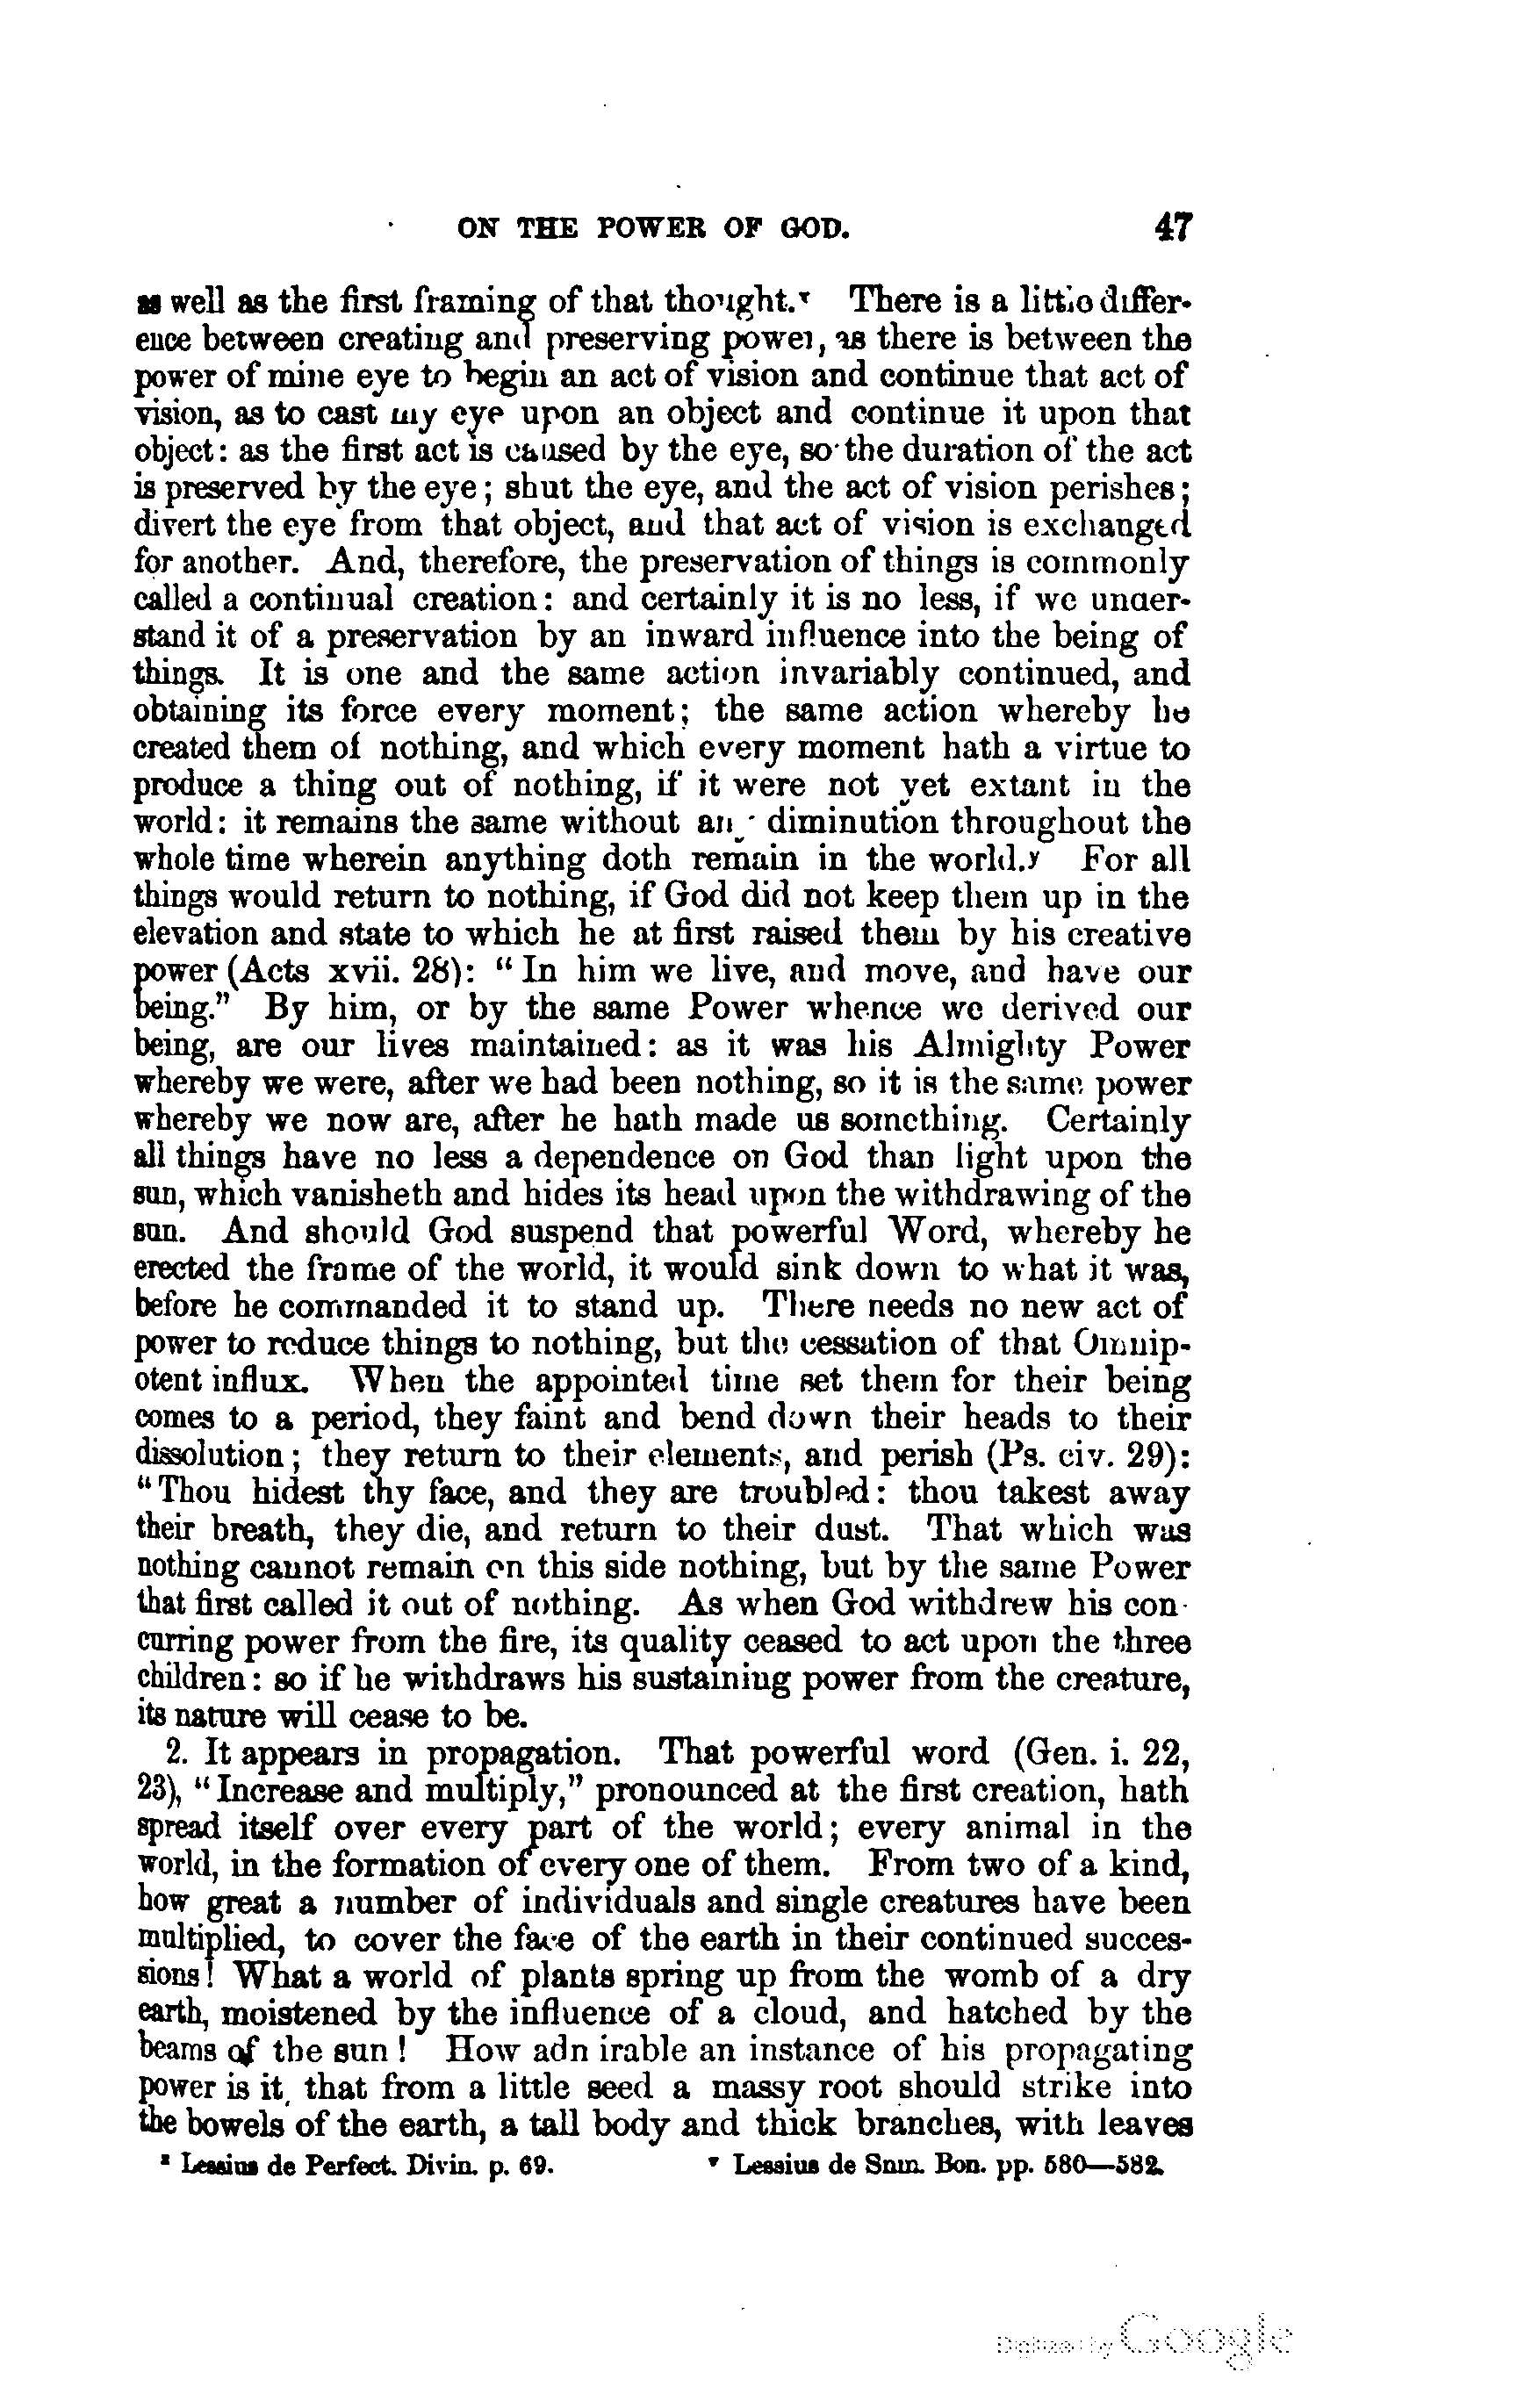 ON THE POWER OF GOD. 47
as well as the first framing of that thought.ˣ There is a little differ-
ence between creating and preserving power, as there is between the
power of mine eye to begin an act of vision and continue that act of
vision, as to cast my eye upon an object and continue it upon that
object: as the first act is caused by the eye, so the duration of the act
is preserved by the eye; shut the eye, and the act of vision perishes;
divert the eye from that object, and that act of vision is exchanged
for another. And, therefore, the preservation of things is commonly
called a continual creation: and certainly it is no less, if we under-
stand it of a preservation by an inward influence into the being of
things. It is one and the same action invariably continued, and
obtaining its force every moment; the same action whereby he
created them of nothing, and which every moment hath a virtue to
produce a thing out of nothing, if it were not yet extant in the
world: it remains the same without any diminution throughout the
whole time wherein anything doth remain in the world.ʸ For all
things would return to nothing, if God did not keep them up in the
elevation and state to which he at first raised them by his creative
power (Acts xvii. 28): "In him we live, and move, and have our
being." By him, or by the same Power whence we derived our
being, are our lives maintained: as it was his Almighty Power
whereby we were, after we had been nothing, so it is the same power
whereby we now are, after he hath made us something. Certainly
all things have no less a dependence on God than light upon the
sun, which vanisheth and hides its head upon the withdrawing of the
sun. And should God suspend that powerful Word, whereby he
erected the frame of the world, it would sink down to what it was,
before he commanded it to stand up. There needs no new act of
power to reduce things to nothing, but the cessation of that Omnip-
otent influx. When the appointed time set them for their being
comes to a period, they faint and bend down their heads to their
dissolution; they return to their elements, and perish (Ps. civ. 29):
"Thou hidest thy face, and they are troubled: thou takest away
their breath, they die, and return to their dust. That which was
nothing cannot remain on this side nothing, but by the same Power
that first called it out of nothing. As when God withdrew his con-
curring power from the fire, its quality ceased to act upon the three
children: so if he withdraws his sustaining power from the creature,
its nature will cease to be.
2. It appears in propagation. That powerful word (Gen. i. 22,
23), "Increase and multiply," pronounced at the first creation, hath
spread itself over every part of the world; every animal in the
world, in the formation of every one of them. From two of a kind,
how great a number of individuals and single creatures have been
multiplied, to cover the face of the earth in their continued succes-
sions! What a world of plants spring up from the womb of a dry
earth, moistened by the influence of a cloud, and hatched by the
beams of the sun! How admirable an instance of his propagating
power is it, that from a little seed a massy root should strike into
the bowels of the earth, a tall body and thick branches, with leaves
ˣ Lessius de Perfect. Divin. p. 69. ʸ Lessius de Sum. Bon. pp. 580—582.
Digitized by Google